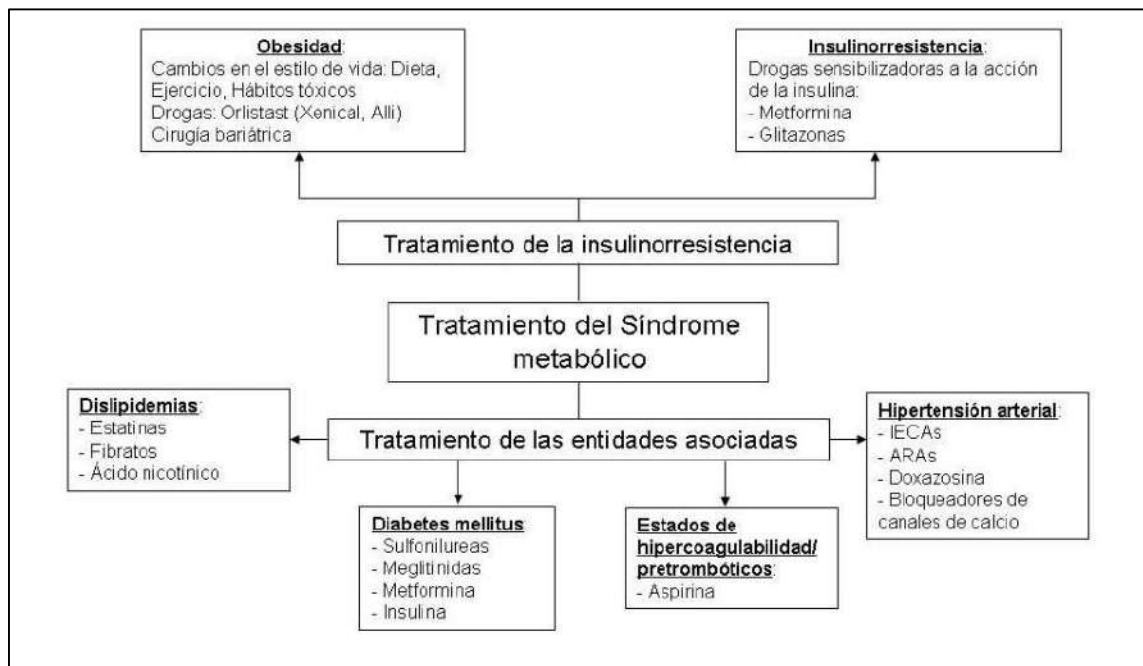 Obesidad:
Cambios en el estilo de vida: Dieta,
Ejercicio, Hábitos tóxicos
Drogas: Orlistast (Xenical, Alli)
Cirugía bariátrica
Insulinorresistencia:
Drogas sensibilizadoras a la acción
de la insulina:
- Metformina
- Glitazonas
Tratamiento de la insulinorresistencia
Tratamiento del Síndrome
metabólico
Tratamiento de las entidades asociadas
Dislipidemias:
- Estatinas
- Fibratos
- Ácido nicotínico
Diabetes mellitus:
- Sulfonilureas
- Meglitinidas
- Metformina
- Insulina
Estados de
hipercoagulabilidad/
pretrombóticos:
- Aspirina
Hipertensión arterial:
- IECAs
- ARAs
- Doxazosina
- Bloqueadores de
canales de calcio